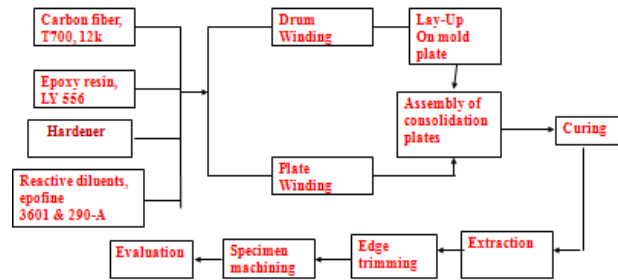 Carbon fiber,
T700, 12k
Epoxy resin,
LY 556
Hardener
Reactive diluents,
epofine
3601 & 290-A
Drum
Winding
Plate
Winding
Lay-Up
On mold
plate
Assembly of
consolidation
plates
Curing
Extraction
Edge
trimming
Specimen
machining
Evaluation